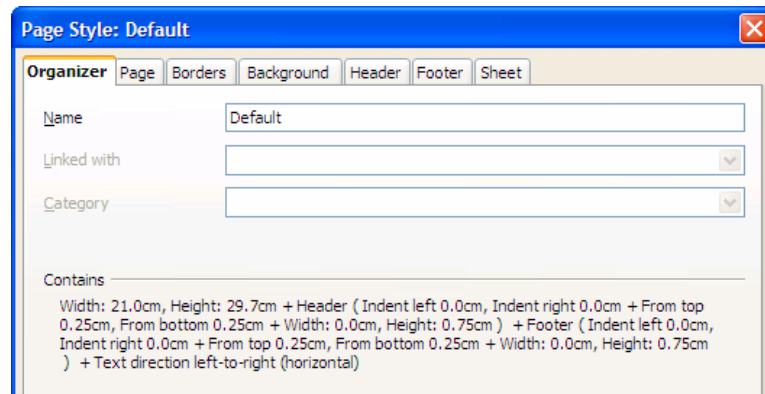 Page Style: Default
Organizer Page Borders Background Header Footer Sheet
Name Default
Linked with
Category
Contains
Width: 21.0cm, Height: 29.7cm + Header ( Indent left 0.0cm, Indent right 0.0cm + From top
0.25cm, From bottom 0.25cm + Width: 0.0cm, Height: 0.75cm ) + Footer ( Indent left 0.0cm,
Indent right 0.0cm + From top 0.25cm, From bottom 0.25cm + Width: 0.0cm, Height: 0.75cm
) + Text direction left-to-right (horizontal)